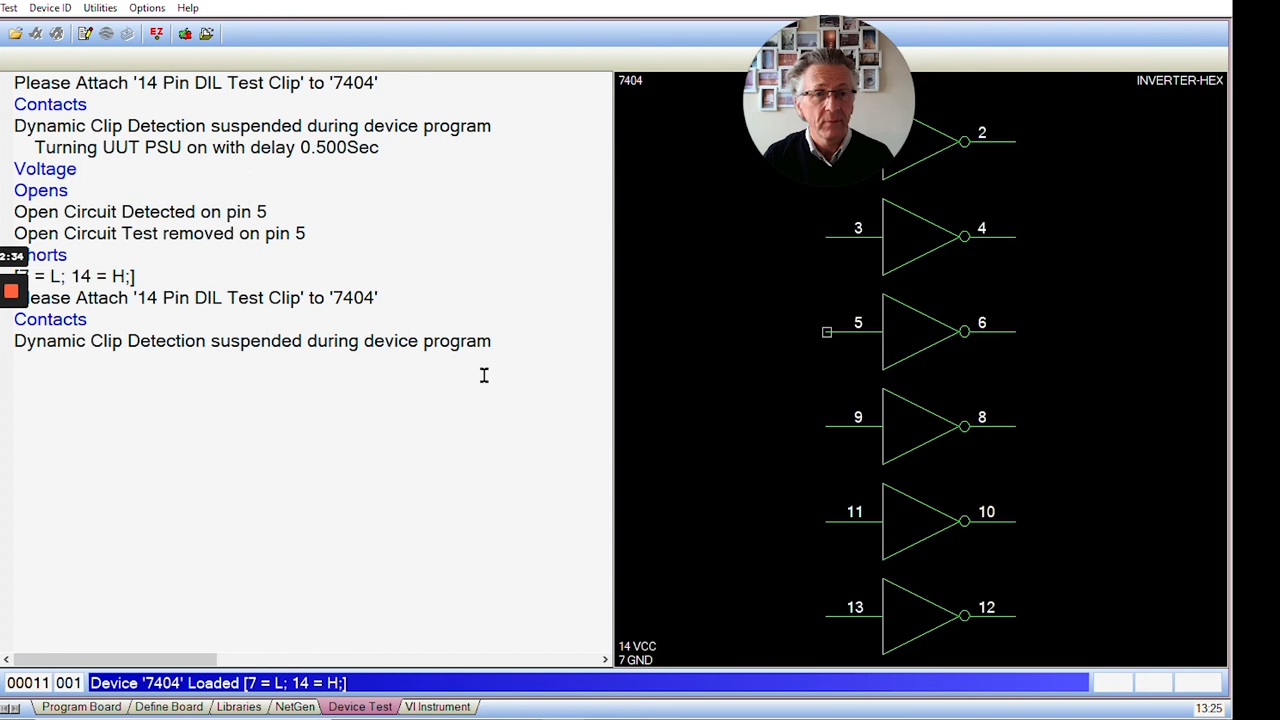 Test Device ID Utilities Options Help
EZ
Please Attach '14 Pin DIL Test Clip' to '7404'
Contacts
Dynamic Clip Detection suspended during device program
Turning UUT PSU on with delay 0.500Sec
Voltage
Opens
Open Circuit Detected on pin 5
Open Circuit Test removed on pin 5
2:34
horts
= L; 14 = H;]
ease Attach '14 Pin DIL Test Clip' to '7404'
Contacts
Dynamic Clip Detection suspended during device program
7404
INVERTER-HEX
2
3 4
5 6
9 8
11 10
13 12
14 VCC
7 GND
00011 001 Device '7404' Loaded [7 = L; 14 = H;]
Program Board Define Board Libraries NetGen Device Test VI Instrument 13:25